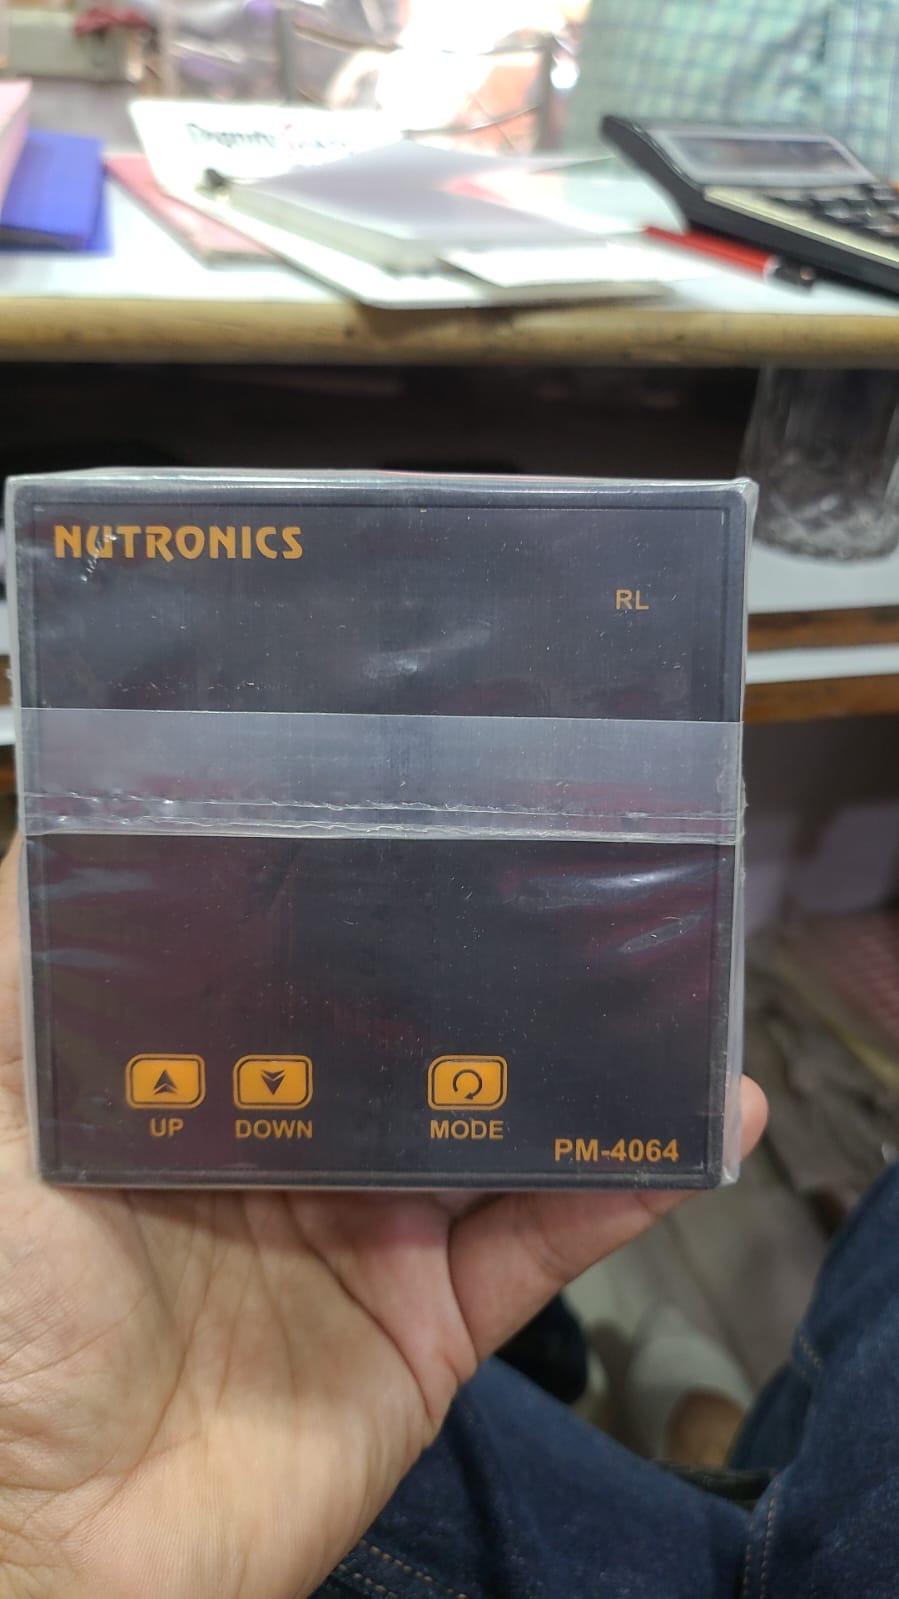 NUTRONICS
RL
UP DOWN MODE
PM-4064